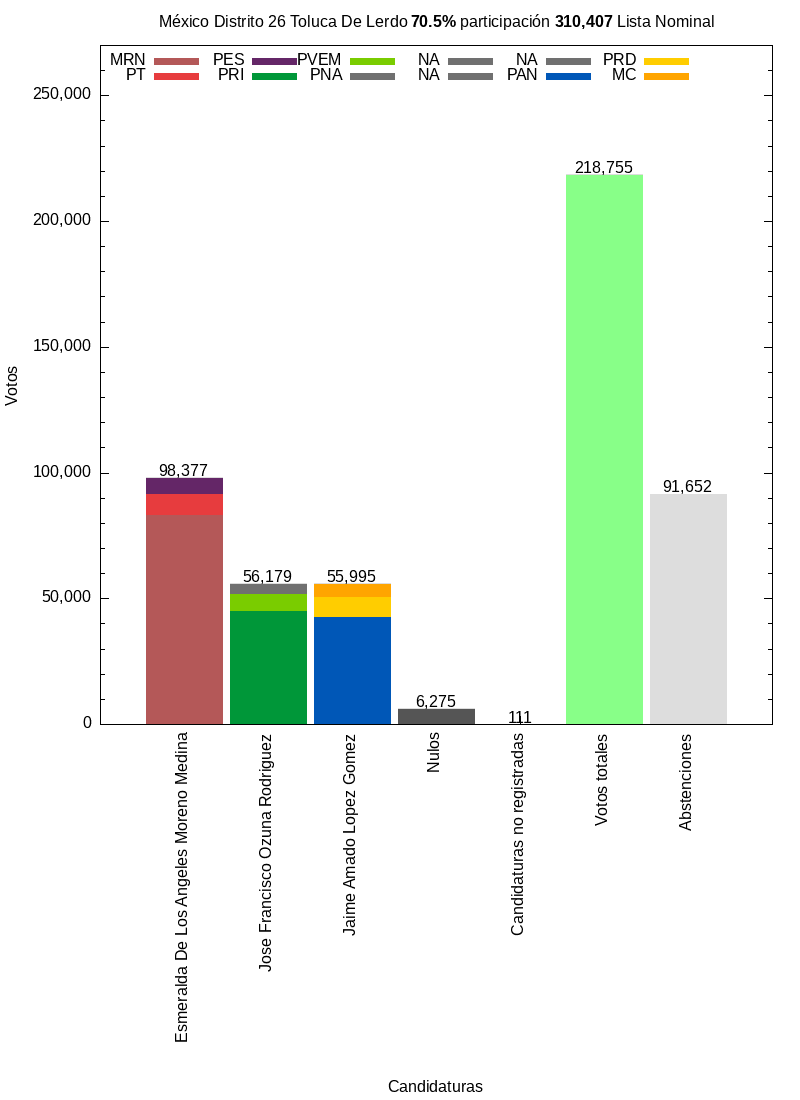 México Distrito 26 Toluca De Lerdo 70.5% participación 310,407 Lista Nominal
MRN PES PVEM NA NA PRD
PT PRI PNA NA PAN MC
250,000
200,000
150,000
100,000
50,000
0
Votos
98,377
56,179
55,995
6,275
111
218,755
91,652
Esmeralda De Los Angeles Moreno Medina
Jose Francisco Ozuna Rodriguez
Jaime Amado Lopez Gomez
Nulos
Candidaturas no registradas
Votos totales
Abstenciones
Candidaturas